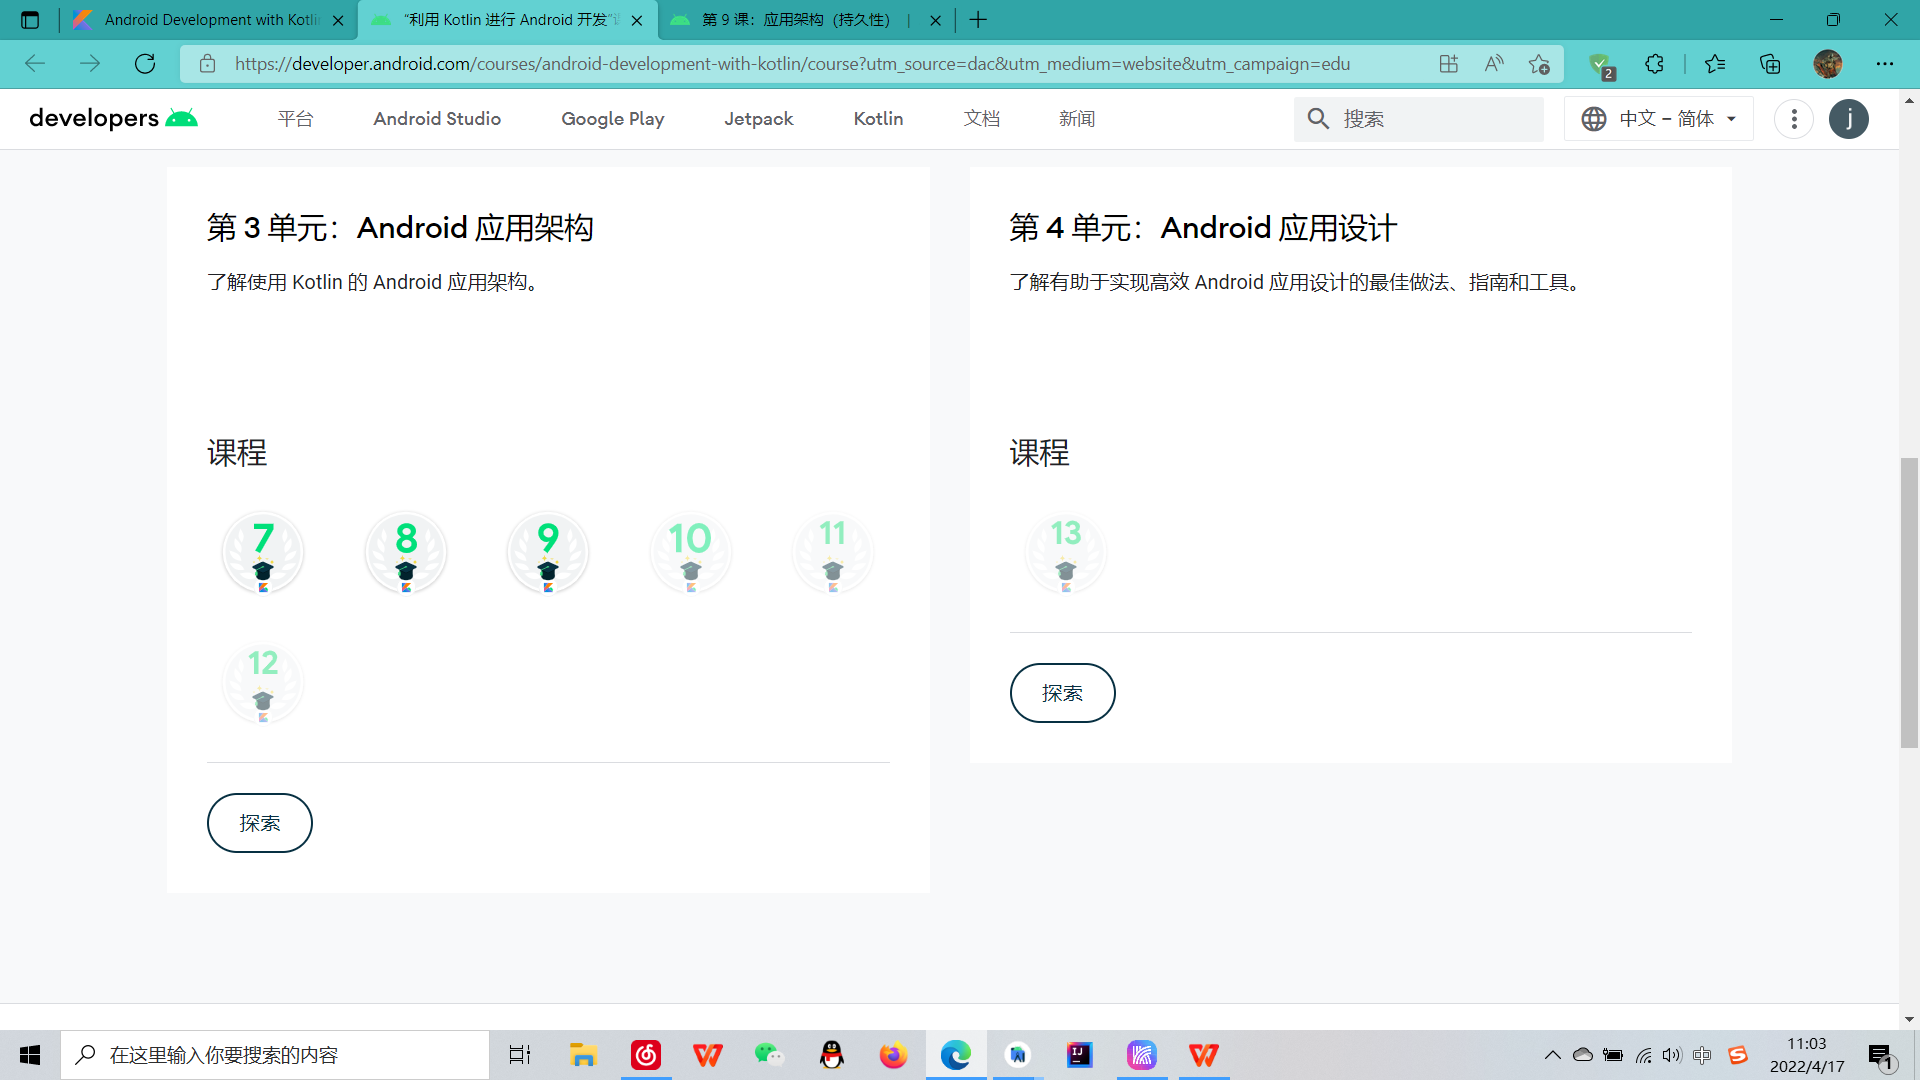 Android Development with Kotli
"利用 Kotlin 进行 Android 开发"
第 9 课：应用架构（持久性） |
https://developer.android.com/courses/android-development-with-kotlin/course?utm_source=dac&utm_medium=website&utm_campaign=edu
2
developers
平台
Android Studio
Google Play
Jetpack
Kotlin
文档
新闻
搜索
中文 – 简体
j
第 3 单元：Android 应用架构
了解使用 Kotlin 的 Android 应用架构。
课程
7
8
9
10
11
12
探索
第 4 单元：Android 应用设计
了解有助于实现高效 Android 应用设计的最佳做法、指南和工具。
课程
13
探索
在这里输入你要搜索的内容
中
11:03
2022/4/17
1